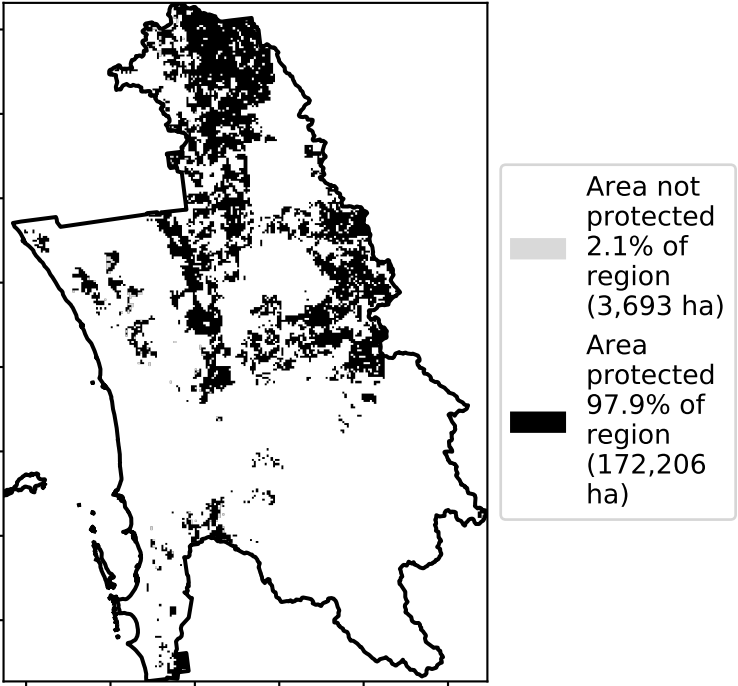 Area not
protected
2.1% of
region
(3,693 ha)
Area
protected
97.9% of
region
(172,206
ha)